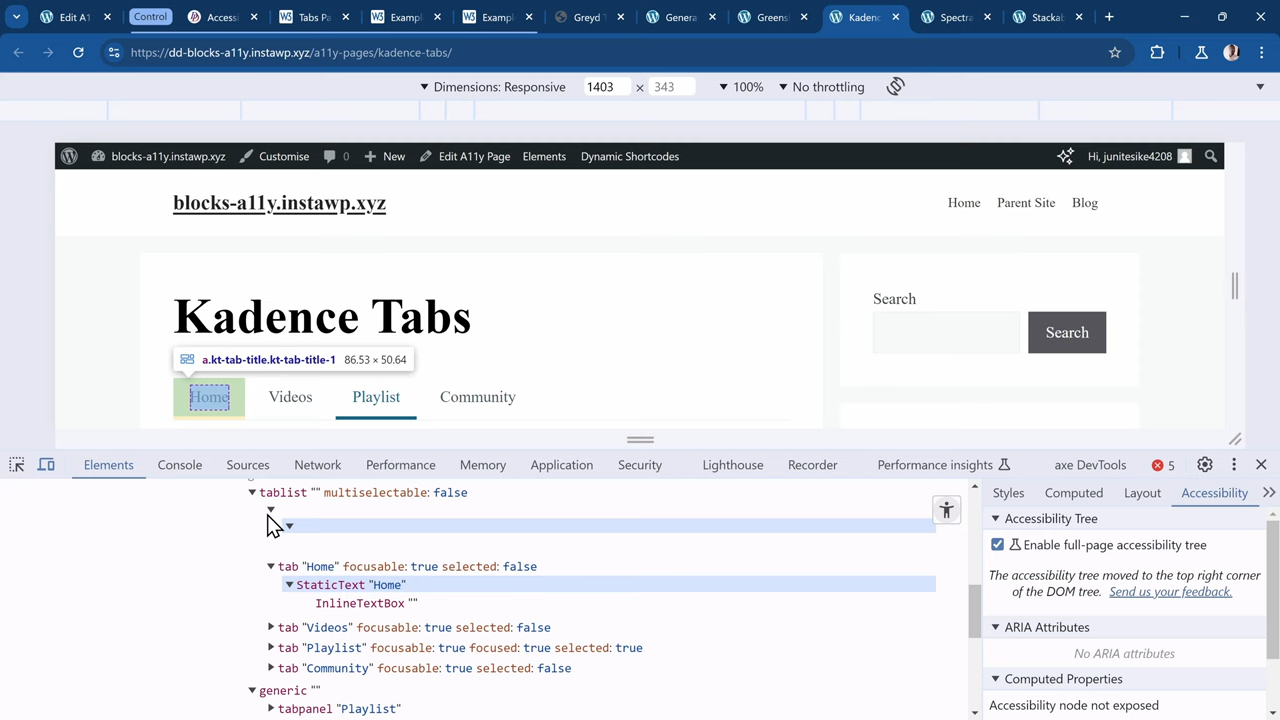 Edit A1
Control
Accessi
Tabs Pa
Example
Example
Greyd T
Genera
Greens
Kadenc
Spectra
Stackab
https://dd-blocks-a11y.instawp.xyz/a11y-pages/kadence-tabs/
Dimensions: Responsive 1403 × 343 100% No throttling
blocks-a11y.instawp.xyz Customise 0 New Edit A11y Page Elements Dynamic Shortcodes Hi, junitesike4208
blocks-a11y.instawp.xyz Home Parent Site Blog
Kadence Tabs
Search
Search
a.kt-tab-title.kt-tab-title-1 86.53 × 50.64
Home Videos Playlist Community
Elements Console Sources Network Performance Memory Application Security Lighthouse Recorder Performance insights axe DevTools 5
tablist "" multiselectable: false
tab "Home" focusable: true selected: false
StaticText "Home"
InlineTextBox ""
tab "Videos" focusable: true selected: false
tab "Playlist" focusable: true focused: true selected: true
tab "Community" focusable: true selected: false
generic ""
tabpanel "Playlist"
Styles Computed Layout Accessibility
Accessibility Tree
Enable full-page accessibility tree
The accessibility tree moved to the top right corner
of the DOM tree. Send us your feedback.
ARIA Attributes
No ARIA attributes
Computed Properties
Accessibility node not exposed